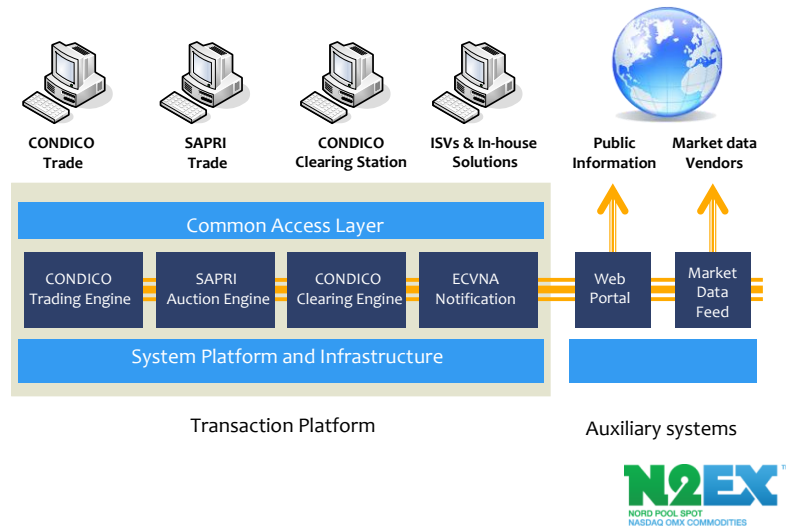 CONDICO
Trade
SAPRI
Trade
CONDICO
Clearing Station
ISVs & In-house
Solutions
Public
Information
Market data
Vendors
Common Access Layer
CONDICO
Trading Engine
SAPRI
Auction Engine
CONDICO
Clearing Engine
ECVNA
Notification
Web
Portal
Market
Data
Feed
System Platform and Infrastructure
Transaction Platform
Auxiliary systems
N2EX™
NORD POOL SPOT
NASDAQ OMX COMMODITIES